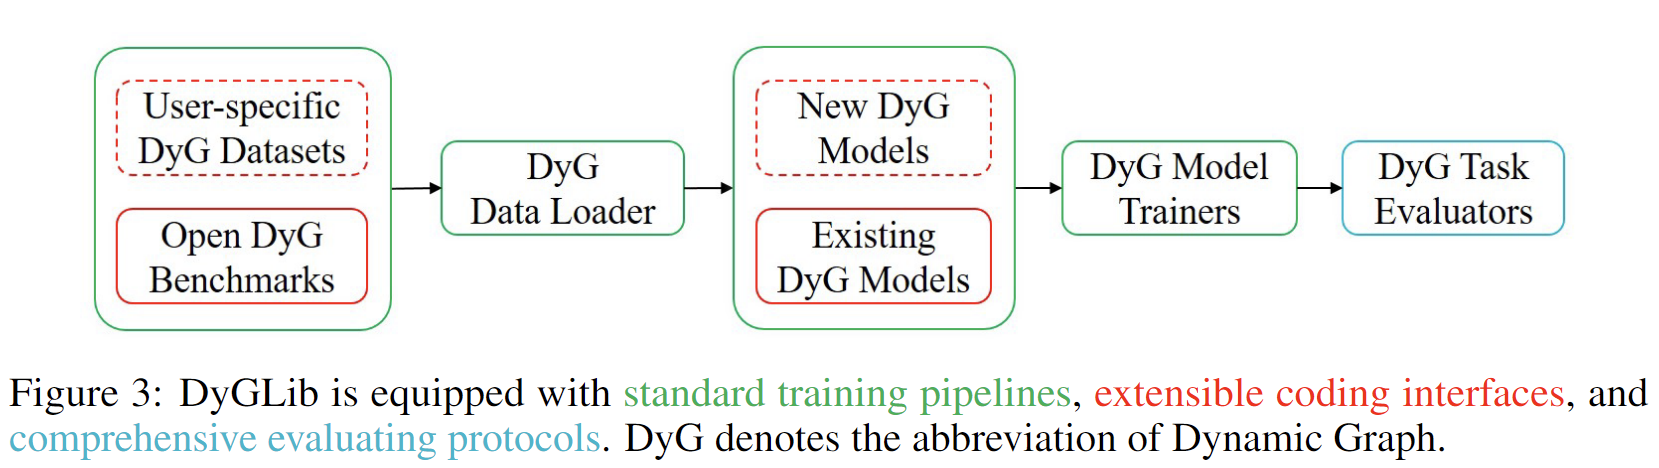 User-specific
DyG Datasets
Open DyG
Benchmarks
DyG
Data Loader
New DyG
Models
Existing
DyG Models
DyG Model
Trainers
DyG Task
Evaluators
Figure 3: DyGLib is equipped with standard training pipelines, extensible coding interfaces, and
comprehensive evaluating protocols. DyG denotes the abbreviation of Dynamic Graph.